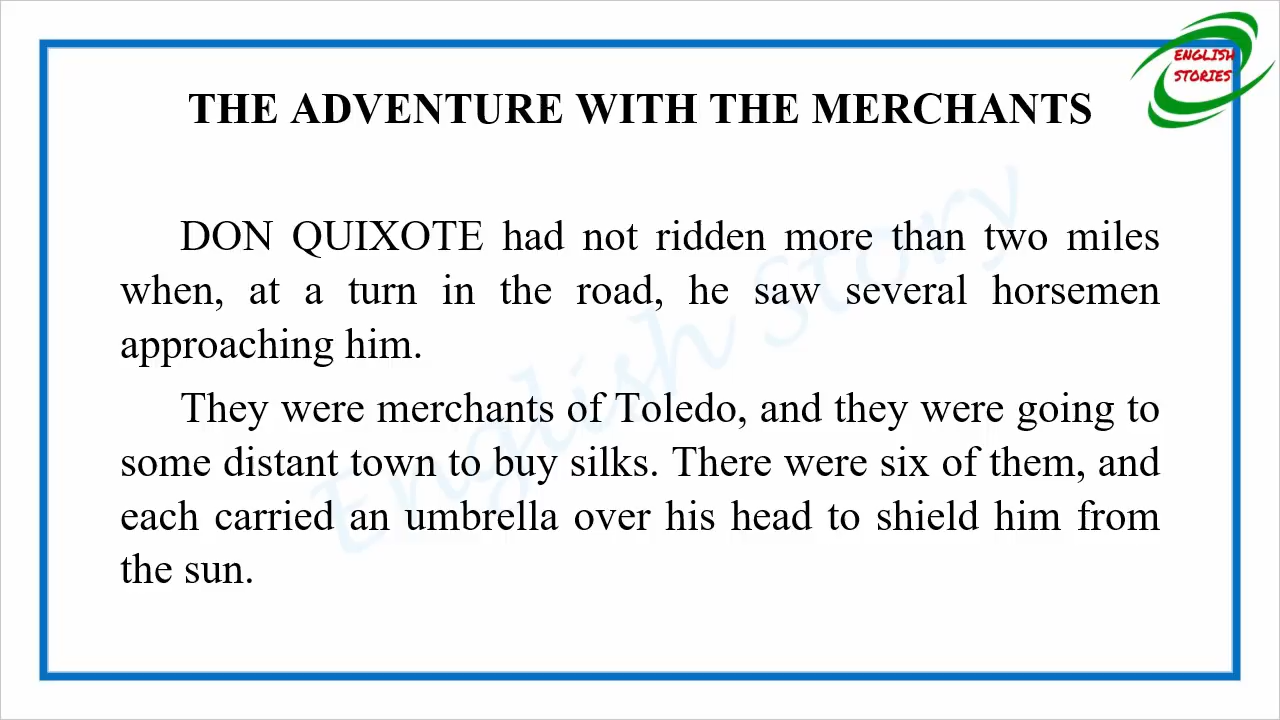 ENGLISH
STORIES
THE ADVENTURE WITH THE MERCHANTS
DON QUIXOTE had not ridden more than two miles
when, at a turn in the road, he saw several horsemen
approaching him.
They were merchants of Toledo, and they were going to
some distant town to buy silks. There were six of them, and
each carried an umbrella over his head to shield him from
the sun.
English Story